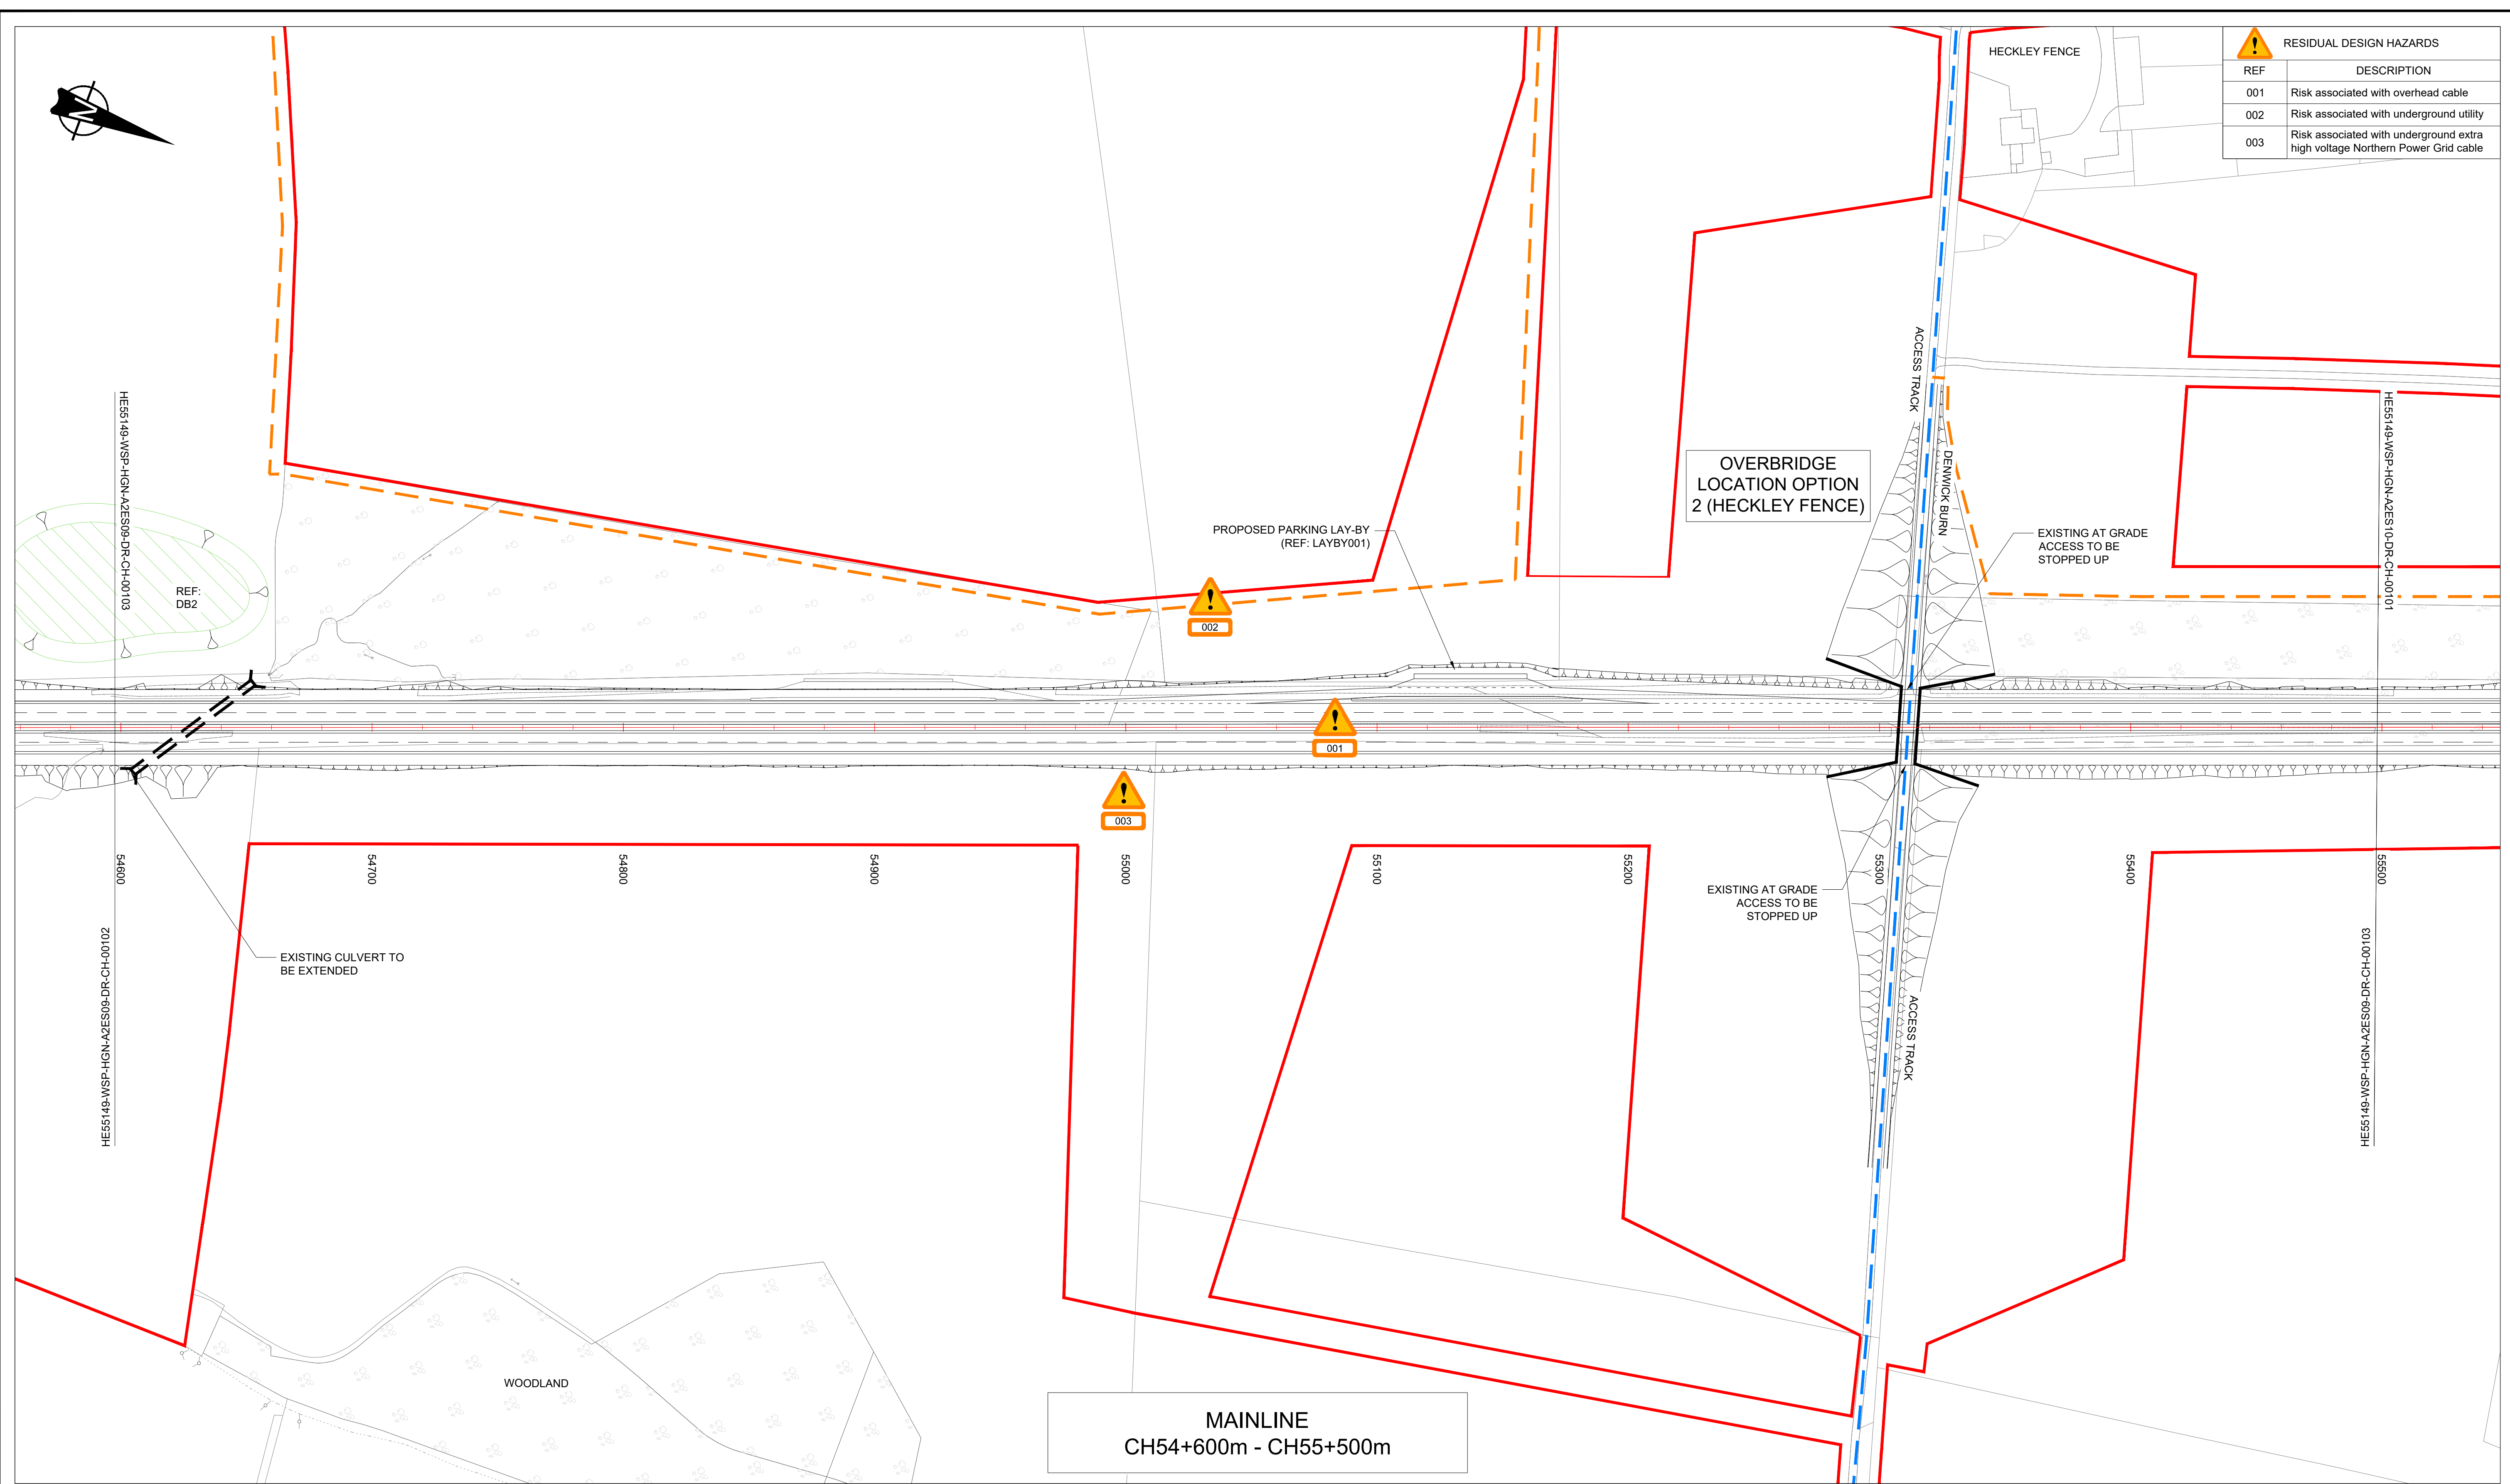 HECKLEY FENCE
RESIDUAL DESIGN HAZARDS
REF
DESCRIPTION
001
Risk associated with overhead cable
002
Risk associated with underground utility
003
Risk associated with underground extra
high voltage Northern Power Grid cable
N
HE55149-WSP-HGN-A2ES09-DR-CH-00103
REF:
DB2
PROPOSED PARKING LAY-BY
(REF: LAYBY001)
002
OVERBRIDGE
LOCATION OPTION
2 (HECKLEY FENCE)
ACCESS TRACK
DENWICK BURN
EXISTING AT GRADE
ACCESS TO BE
STOPPED UP
HE55149-WSP-HGN-A2ES10-DR-CH-00101
001
003
54600
54700
54800
54900
55000
55100
55200
55300
55400
55500
EXISTING AT GRADE
ACCESS TO BE
STOPPED UP
HE55149-WSP-HGN-A2ES09-DR-CH-00102
EXISTING CULVERT TO
BE EXTENDED
ACCESS TRACK
HE55149-WSP-HGN-A2ES09-DR-CH-00103
WOODLAND
MAINLINE
CH54+600m - CH55+500m